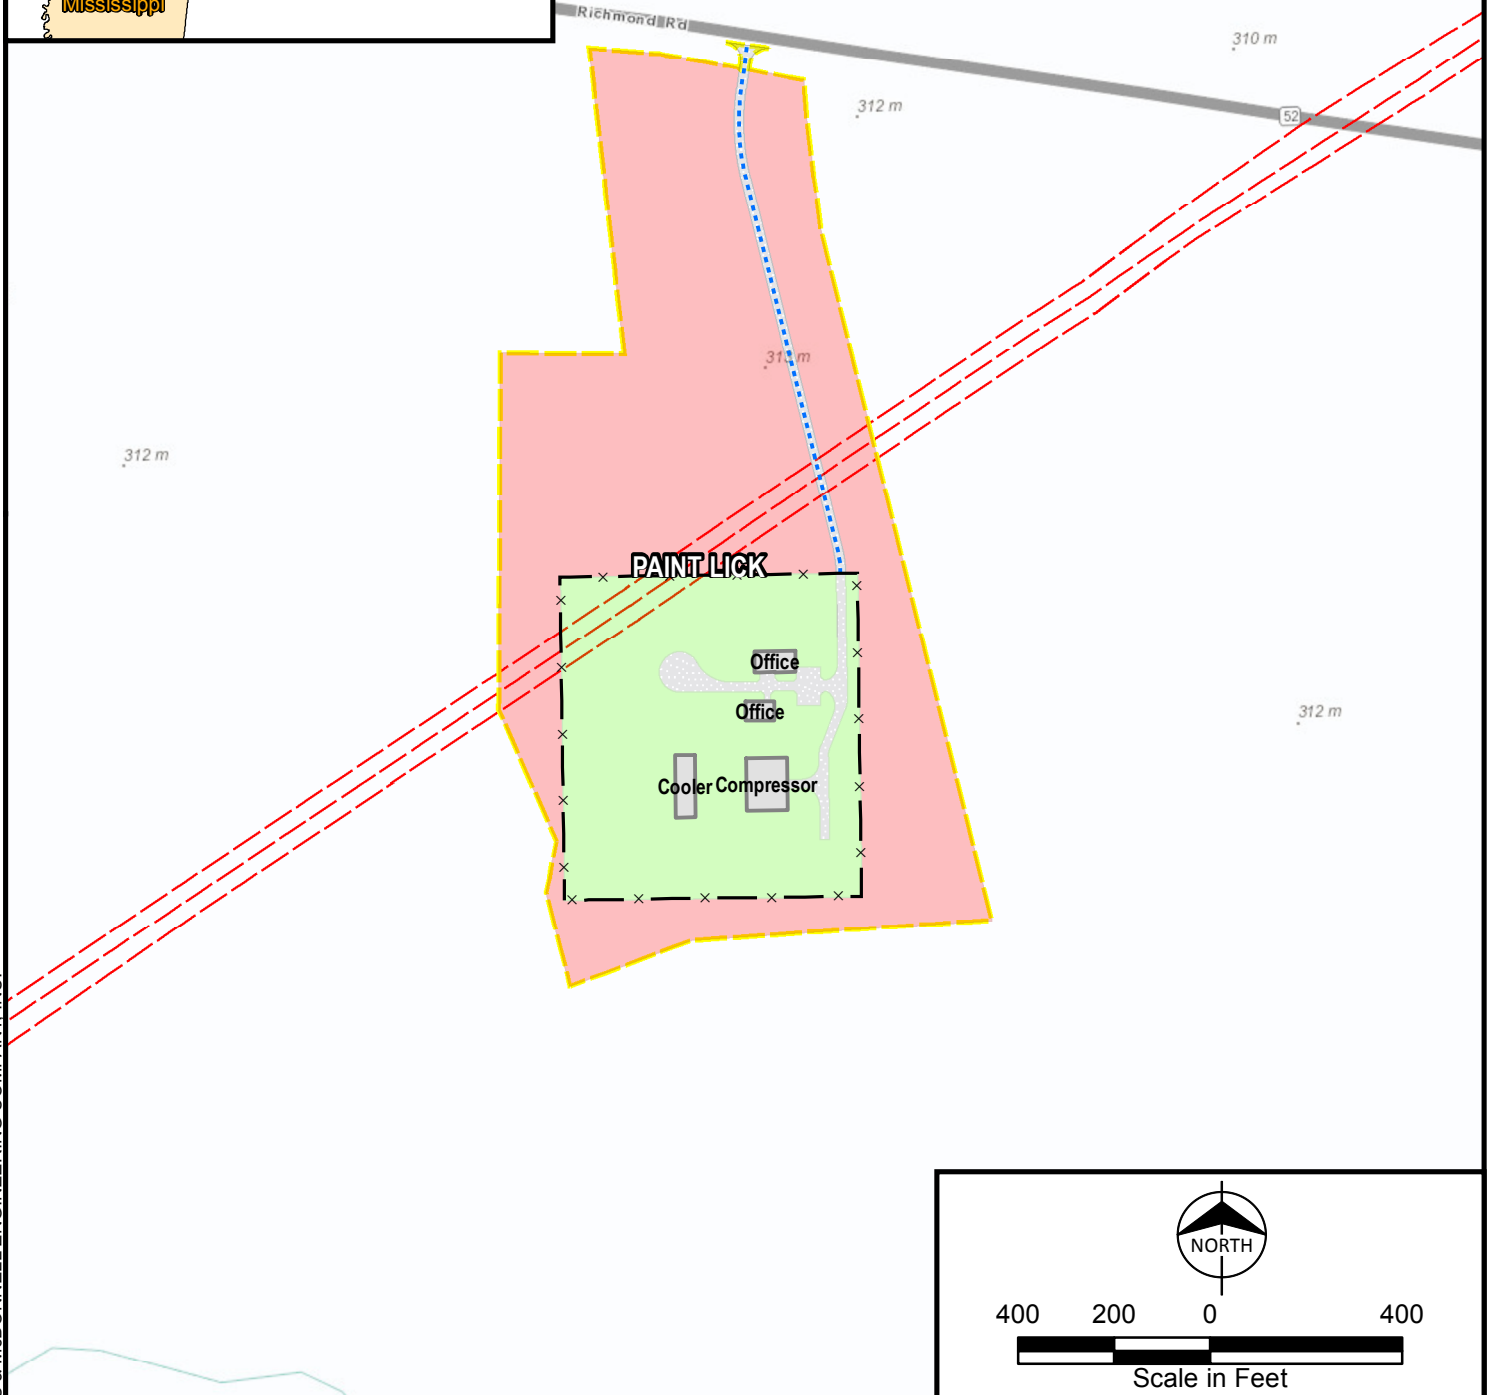 Mississippi
Richmond Rd
310 m
312 m
52
312 m
PAINT LICK
Office
Office
312 m
Cooler
Compressor
NORTH
400 200 0 400
Scale in Feet